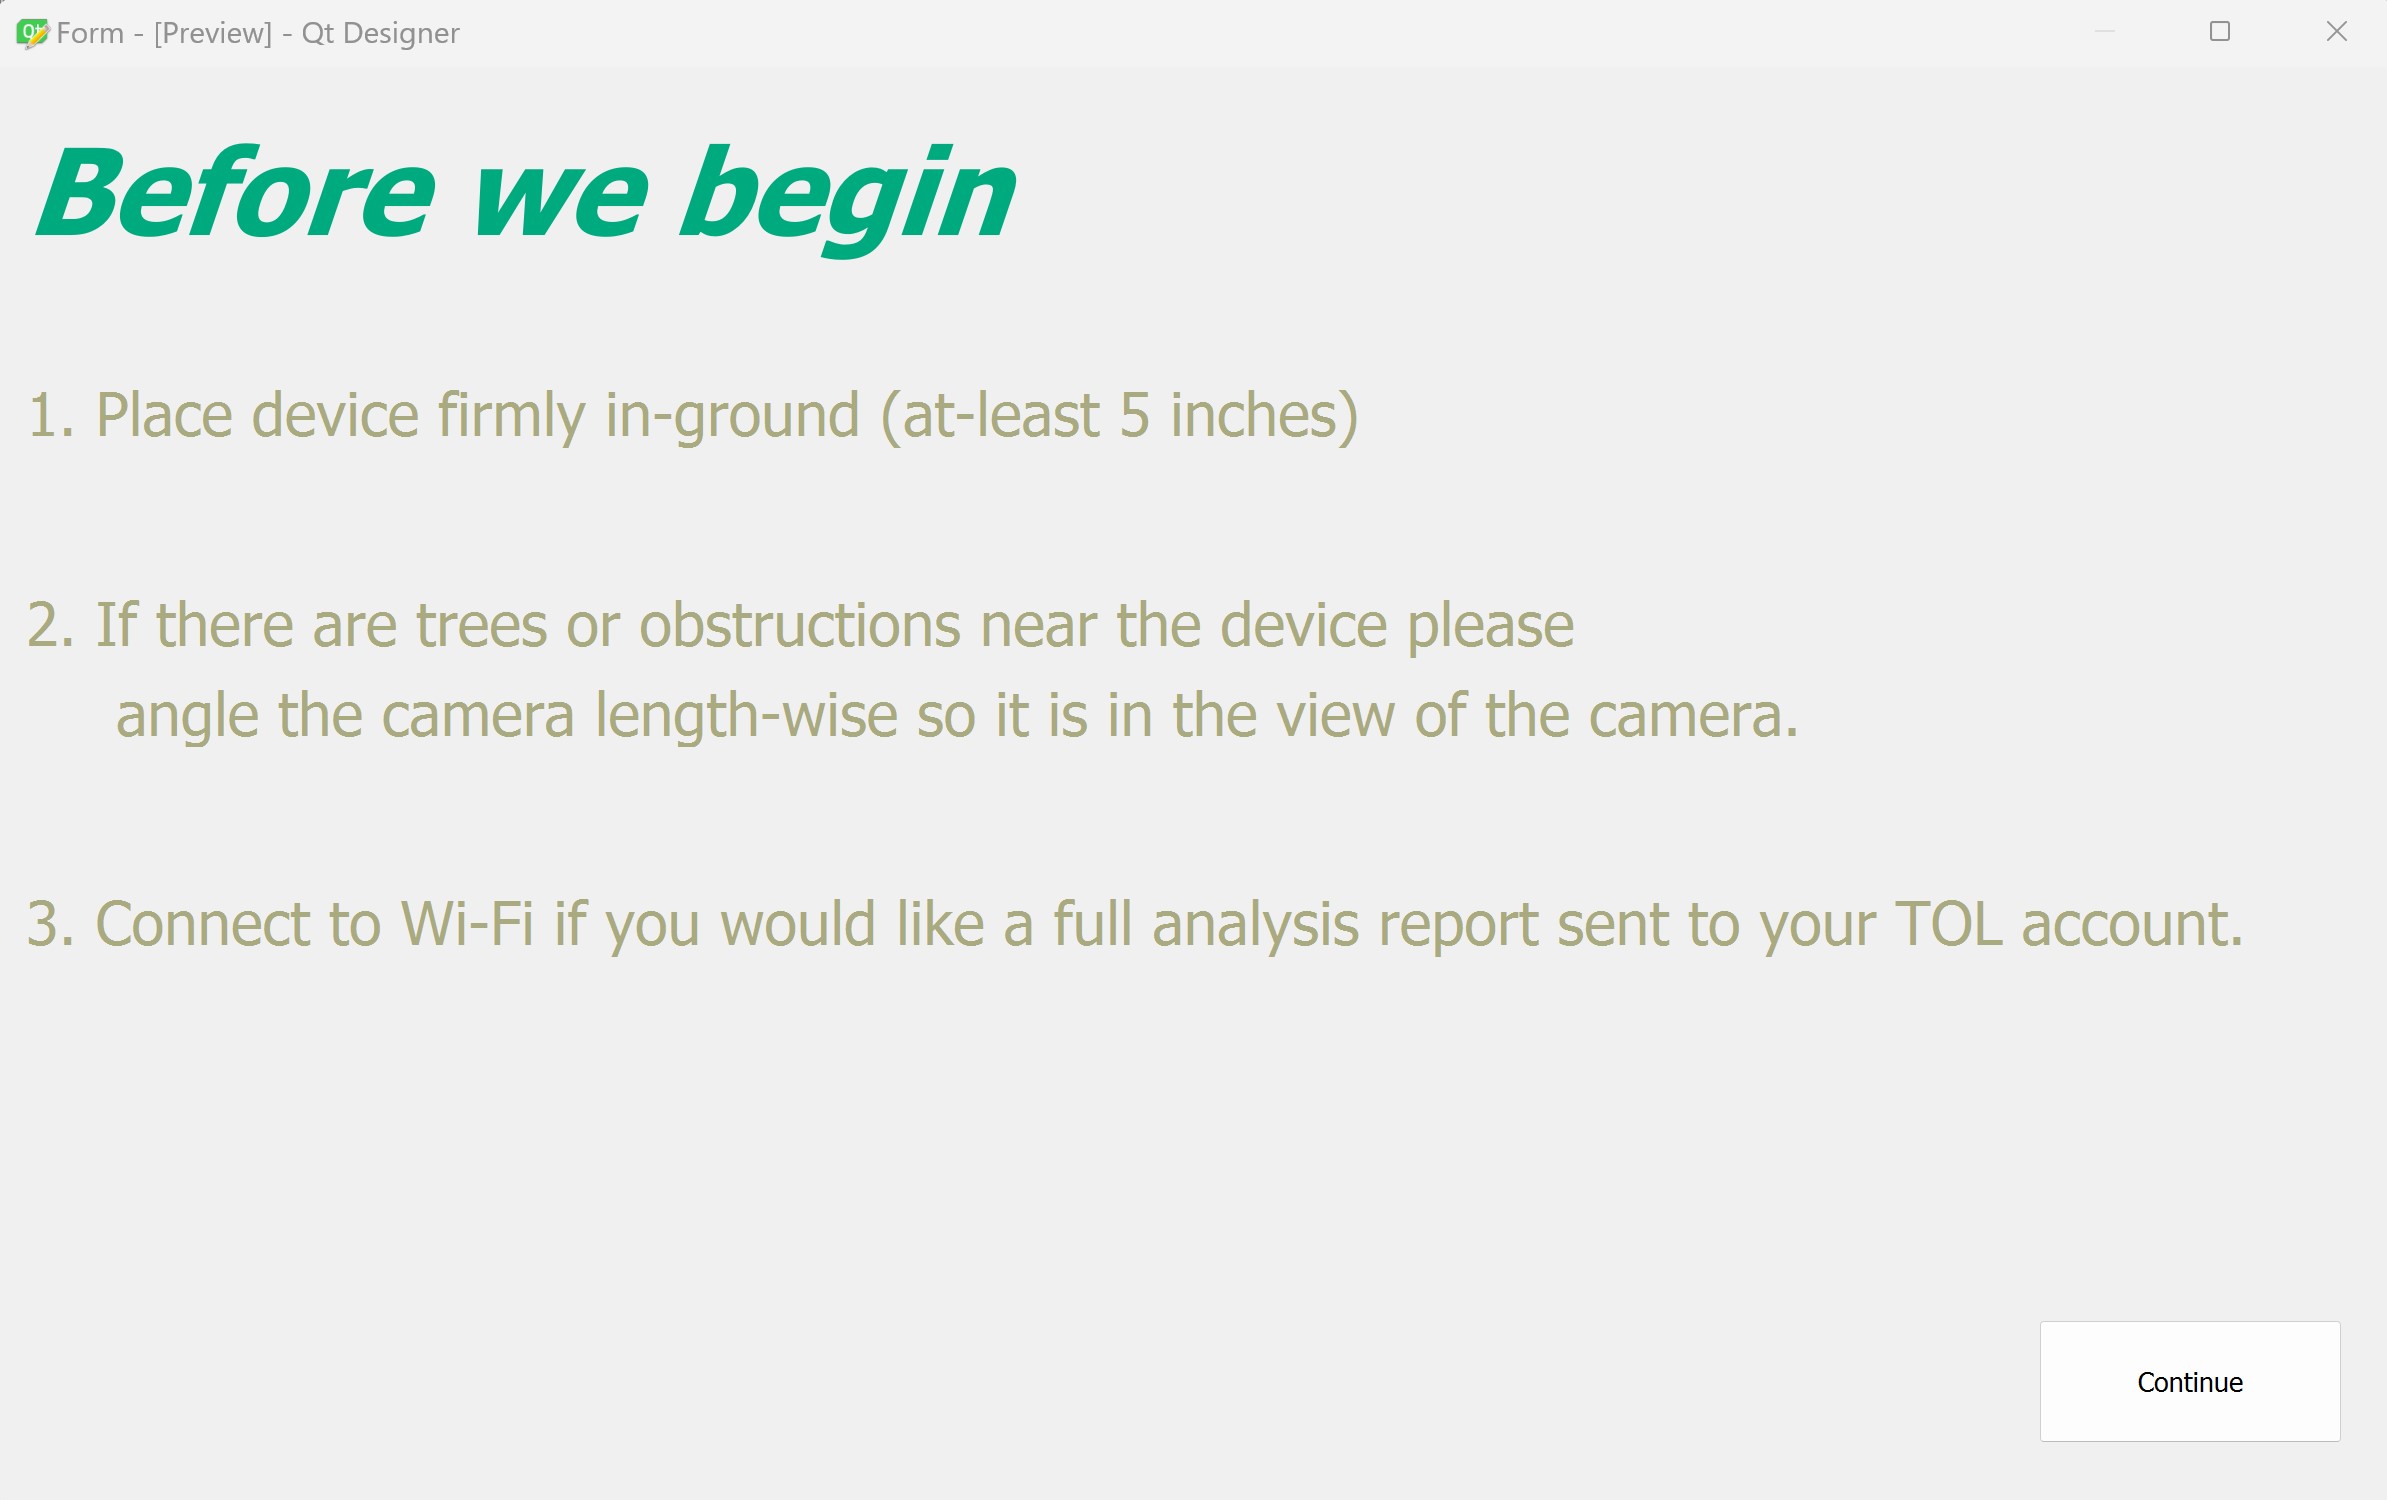 Form - [Preview] - Qt Designer
Before we begin
1. Place device firmly in-ground (at-least 5 inches)
2. If there are trees or obstructions near the device please
angle the camera length-wise so it is in the view of the camera.
3. Connect to Wi-Fi if you would like a full analysis report sent to your TOL account.
Continue